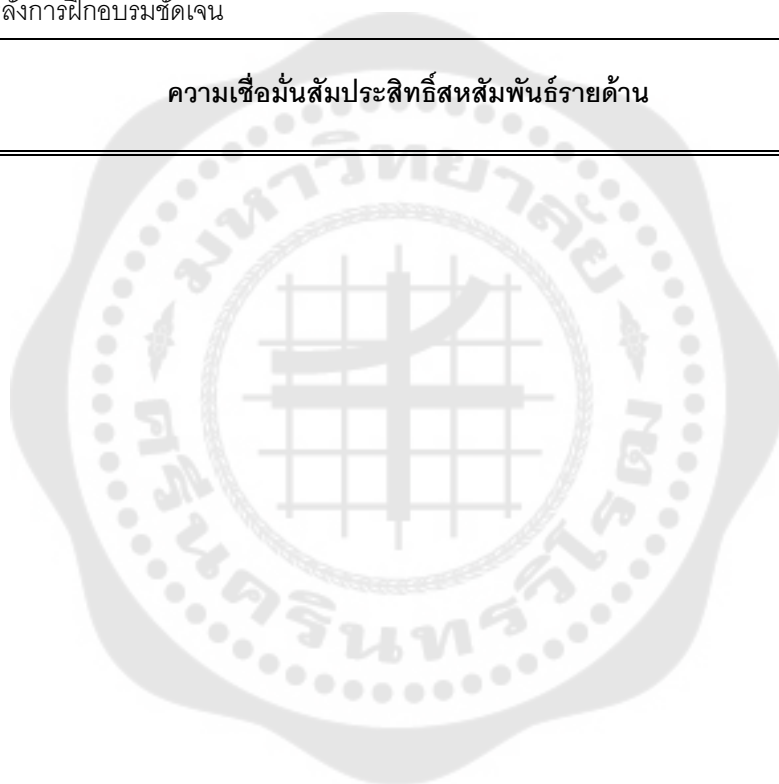 ลังการฝึกอบรมชัดเจน
ความเชื่อมั่นสัมประสิทธิ์สหสัมพันธ์รายด้าน
มหาวิทยาลัย
ศรีนครินทรวิโรฒ